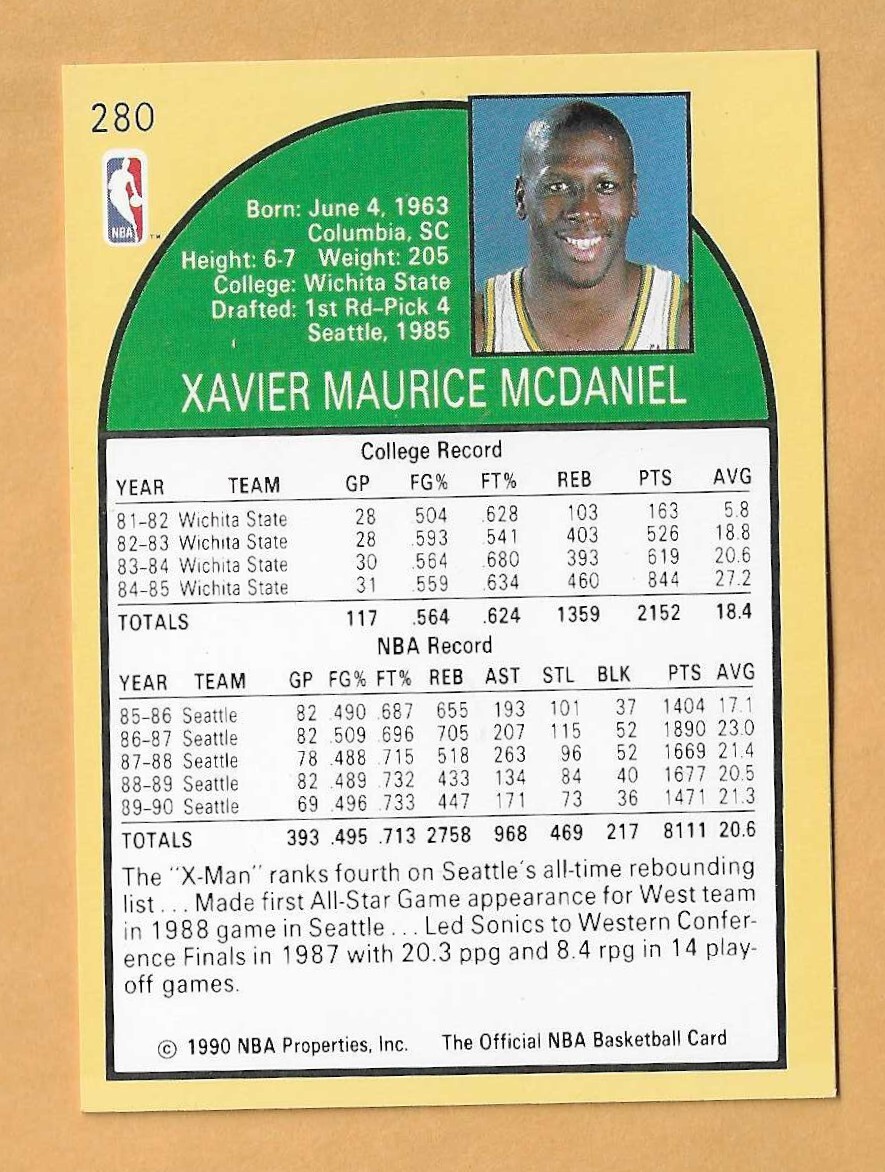 280
NBA
TM
Born: June 4, 1963
Columbia, SC
Height: 6-7 Weight: 205
College: Wichita State
Drafted: 1st Rd-Pick 4
Seattle, 1985
XAVIER MAURICE MCDANIEL
College Record
YEAR TEAM GP FG% FT% REB PTS AVG
81-82 Wichita State 28 .504 .628 103 163 5.8
82-83 Wichita State 28 .593 .541 403 526 18.8
83-84 Wichita State 30 .564 .680 393 619 20.6
84-85 Wichita State 31 .559 .634 460 844 27.2
TOTALS 117 .564 .624 1359 2152 18.4
NBA Record
YEAR TEAM GP FG% FT% REB AST STL BLK PTS AVG
85-86 Seattle 82 .490 .687 655 193 101 37 1404 17.1
86-87 Seattle 82 .509 .696 705 207 115 52 1890 23.0
87-88 Seattle 78 .488 .715 518 263 96 52 1669 21.4
88-89 Seattle 82 .489 .732 433 134 84 40 1677 20.5
89-90 Seattle 69 .496 .733 447 171 73 36 1471 21.3
TOTALS 393 .495 .713 2758 968 469 217 8111 20.6
The "X-Man" ranks fourth on Seattle's all-time rebounding
list... Made first All-Star Game appearance for West team
in 1988 game in Seattle... Led Sonics to Western Confer-
ence Finals in 1987 with 20.3 ppg and 8.4 rpg in 14 play-
off games.
© 1990 NBA Properties, Inc. The Official NBA Basketball Card